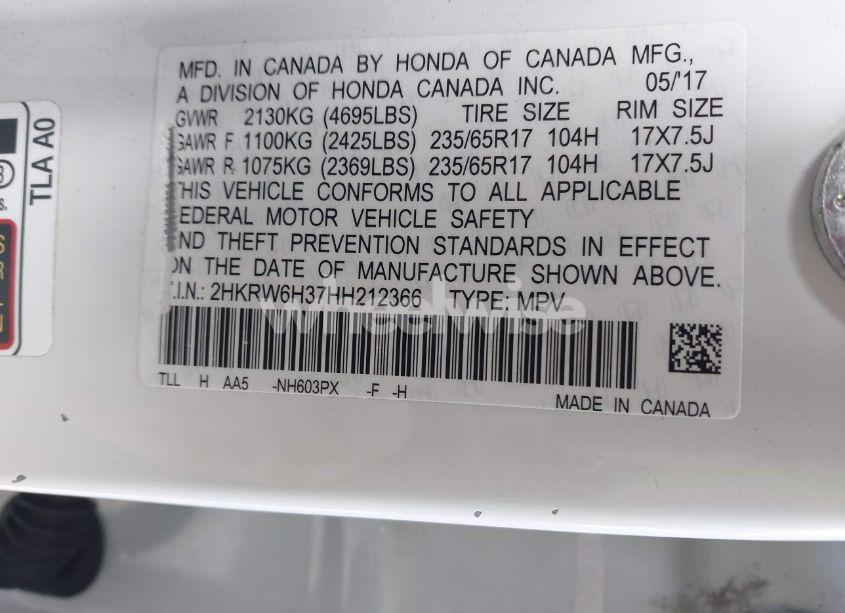 MFD. IN CANADA BY HONDA OF CANADA MFG.,
A DIVISION OF HONDA CANADA INC. 05/'17
GVWR 2130KG (4695LBS) TIRE SIZE RIM SIZE
GAWR F 1100KG (2425LBS) 235/65R17 104H 17X7.5J
GAWR R 1075KG (2369LBS) 235/65R17 104H 17X7.5J
THIS VEHICLE CONFORMS TO ALL APPLICABLE
FEDERAL MOTOR VEHICLE SAFETY
AND THEFT PREVENTION STANDARDS IN EFFECT
ON THE DATE OF MANUFACTURE SHOWN ABOVE.
V.I.N.: 2HKRW6H37HH212366 TYPE: MPV
wheelwise
TLL H AA5 -NH603PX -F -H
MADE IN CANADA
TLA A0